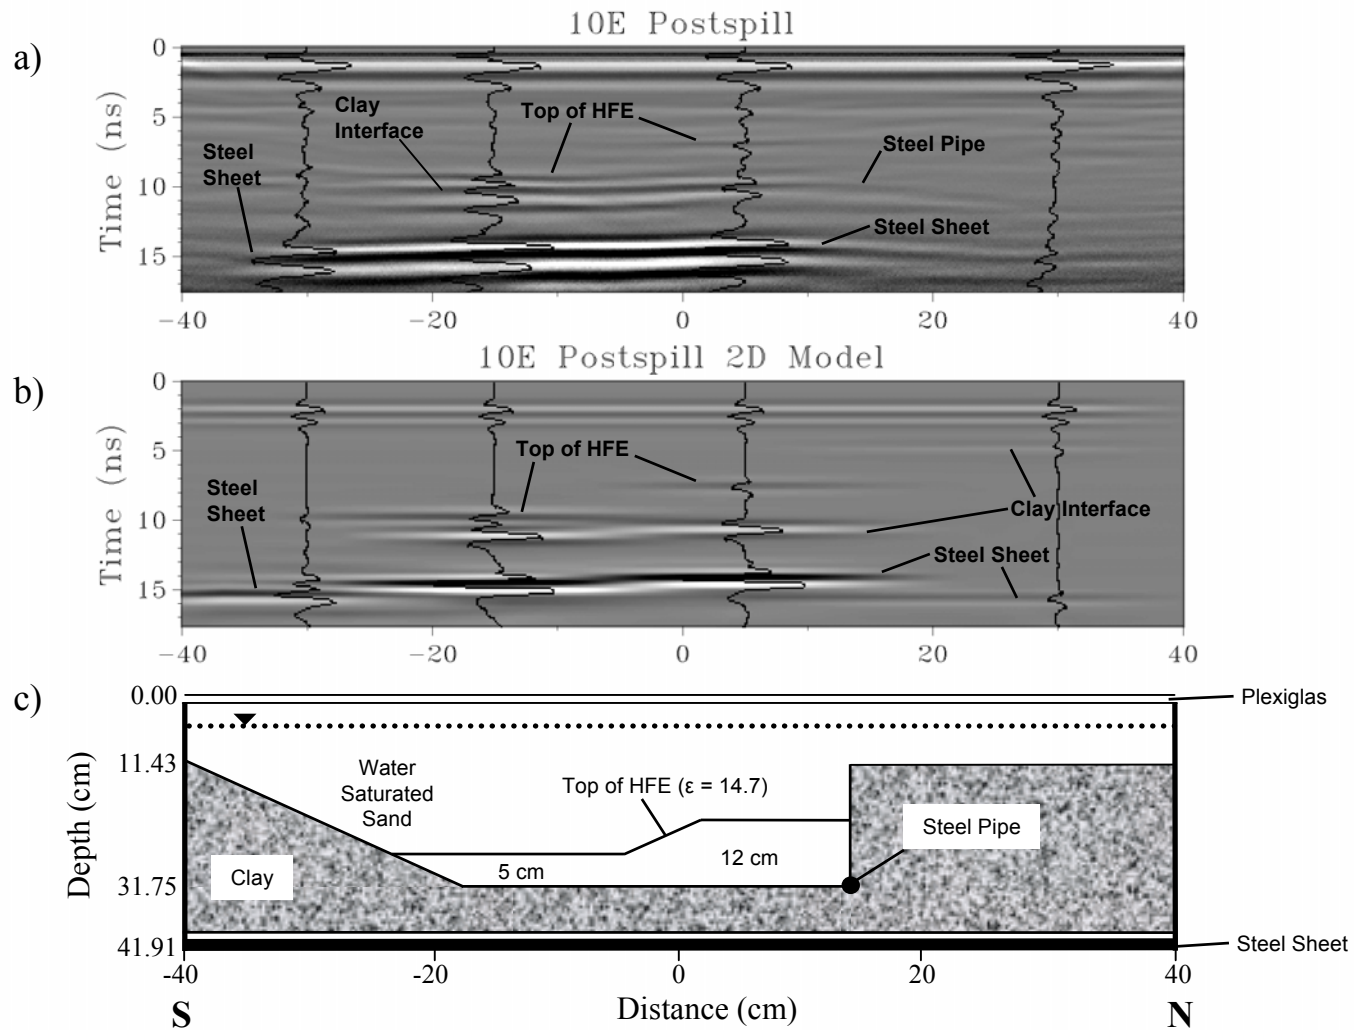 10E Postspill
a)
0
5
10
15
Time (ns)
Clay
Interface
Top of HFE
Steel
Sheet
Steel Pipe
Steel Sheet
-40
-20
0
20
40
10E Postspill 2D Model
b)
0
5
10
15
Time (ns)
Top of HFE
Steel
Sheet
Clay Interface
Steel Sheet
-40
-20
0
20
40
c)
0.00
11.43
31.75
41.91
Depth (cm)
Plexiglas
Water
Saturated
Sand
Top of HFE (ε = 14.7)
Steel Pipe
12 cm
5 cm
Clay
Steel Sheet
-40
-20
0
20
40
S
Distance (cm)
N